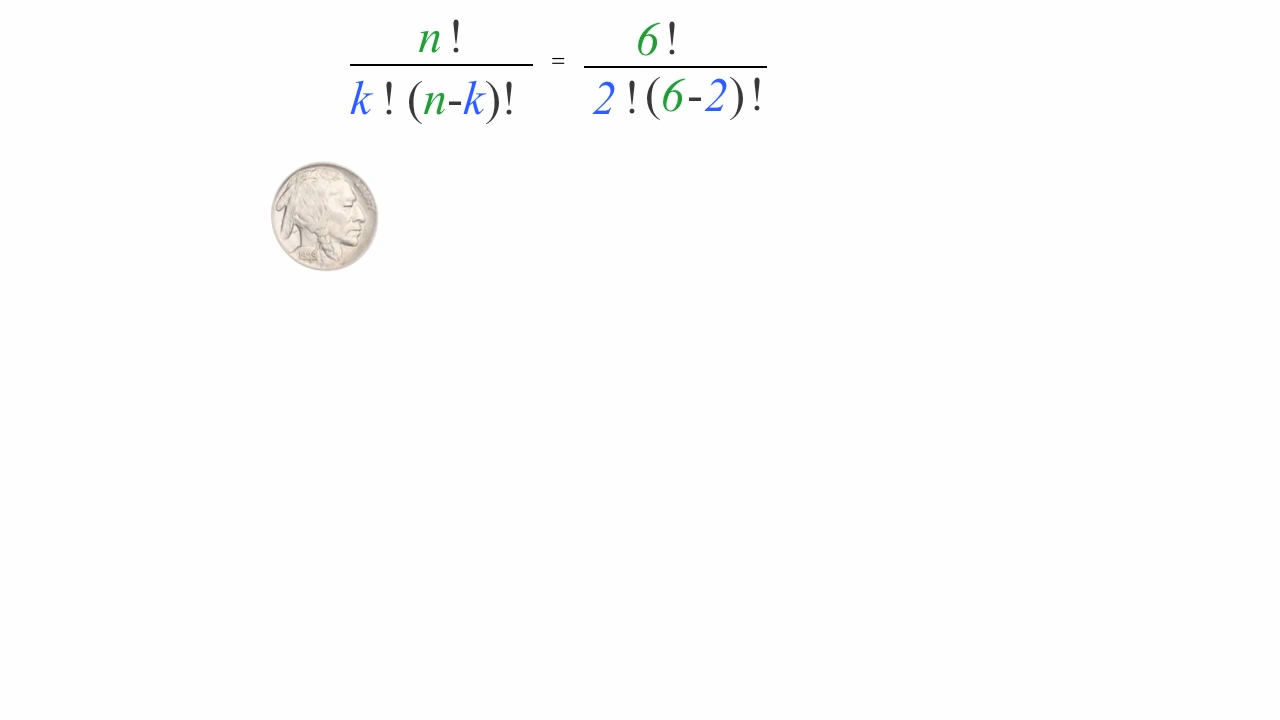 n! / k!(n-k)! = 6! / 2!(6-2)!